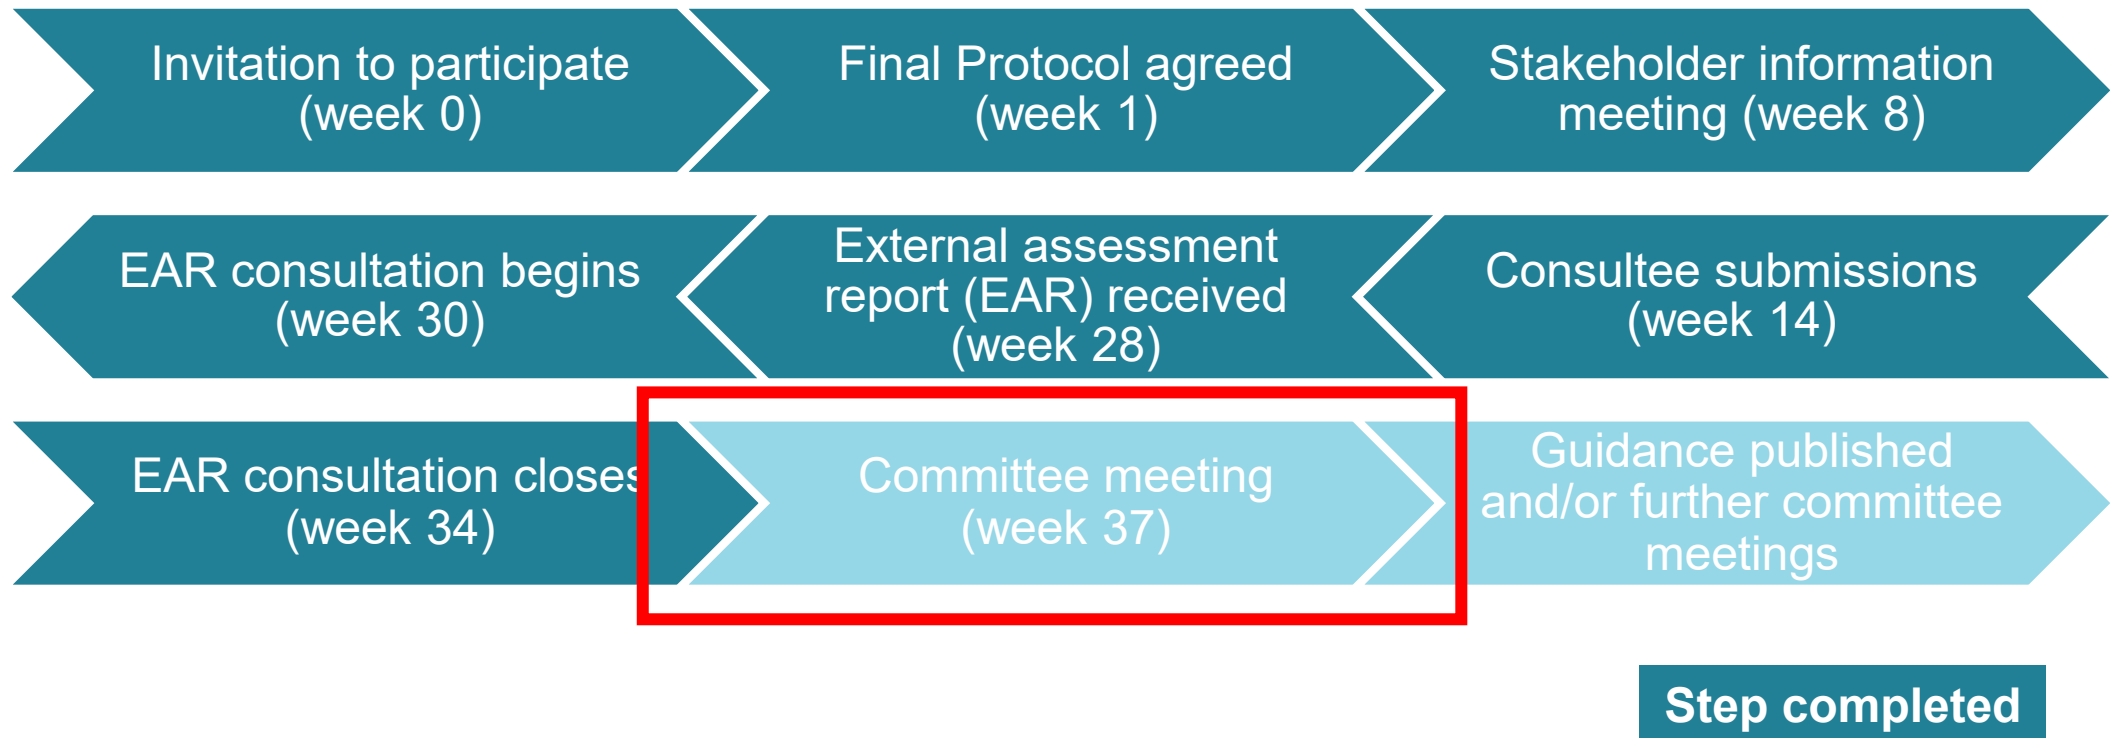 Invitation to participate
(week 0)
Final Protocol agreed
(week 1)
Stakeholder information
meeting (week 8)
Consultee submissions
(week 14)
External assessment
report (EAR) received
(week 28)
EAR consultation begins
(week 30)
EAR consultation closes
(week 34)
Committee meeting
(week 37)
Guidance published
and/or further committee
meetings
Step completed